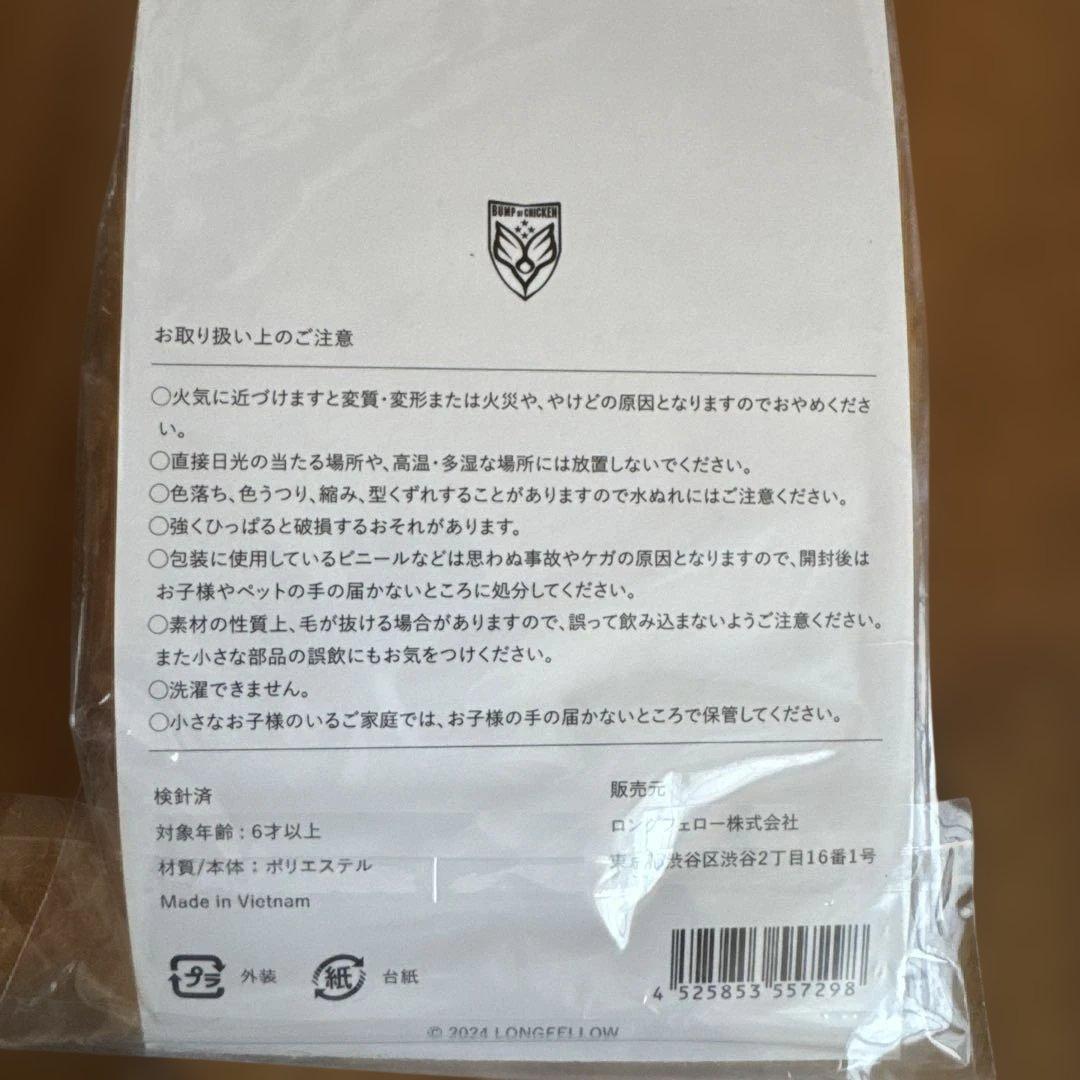 BUMP OF CHICKEN
お取り扱い上のご注意
○火気に近づけますと変質・変形または火災や、やけどの原因となりますのでおやめくださ
い。
○直接日光の当たる場所や、高温・多湿な場所には放置しないでください。
○色落ち、色うつり、縮み、型くずれすることがありますので水ぬれにはご注意ください。
○強くひっぱると破損するおそれがあります。
○包装に使用しているビニールなどは思わぬ事故やケガの原因となりますので、開封後は
お子様やペットの手の届かないところに処分してください。
○素材の性質上、毛が抜ける場合がありますので、誤って飲み込まないようご注意ください。
また小さな部品の誤飲にもお気をつけください。
○洗濯できません。
○小さなお子様のいるご家庭では、お子様の手の届かないところで保管してください。
検針済
対象年齢：6才以上
材質/本体：ポリエステル
Made in Vietnam
販売元
ロングフェロー株式会社
東京都渋谷区渋谷2丁目16番1号
プラ 外装
紙 台紙
4 525853 557298
© 2024 LONGFELLOW